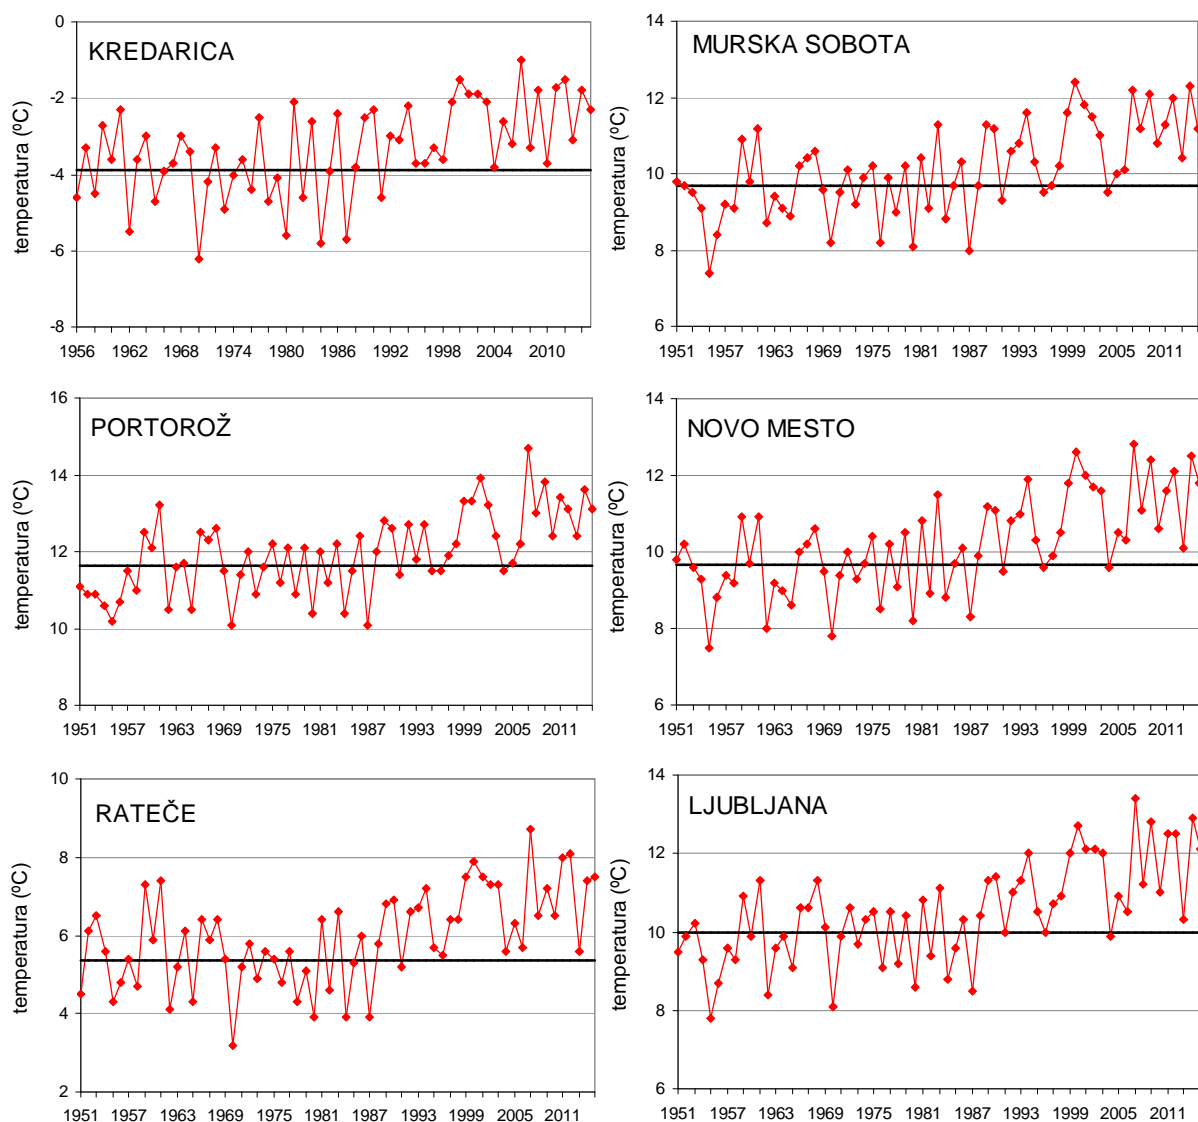 KREDARICA
temperatura (ºC)
0
-2
-4
-6
-8
1956 1962 1968 1974 1980 1986 1992 1998 2004 2010
MURSKA SOBOTA
temperatura (ºC)
14
12
10
8
6
1951 1957 1963 1969 1975 1981 1987 1993 1999 2005 2011
PORTOROŽ
temperatura (ºC)
16
14
12
10
8
1951 1957 1963 1969 1975 1981 1987 1993 1999 2005 2011
NOVO MESTO
temperatura (ºC)
14
12
10
8
6
1951 1957 1963 1969 1975 1981 1987 1993 1999 2005 2011
RATEČE
temperatura (ºC)
10
8
6
4
2
1951 1957 1963 1969 1975 1981 1987 1993 1999 2005 2011
LJUBLJANA
temperatura (ºC)
14
12
10
8
6
1951 1957 1963 1969 1975 1981 1987 1993 1999 2005 2011